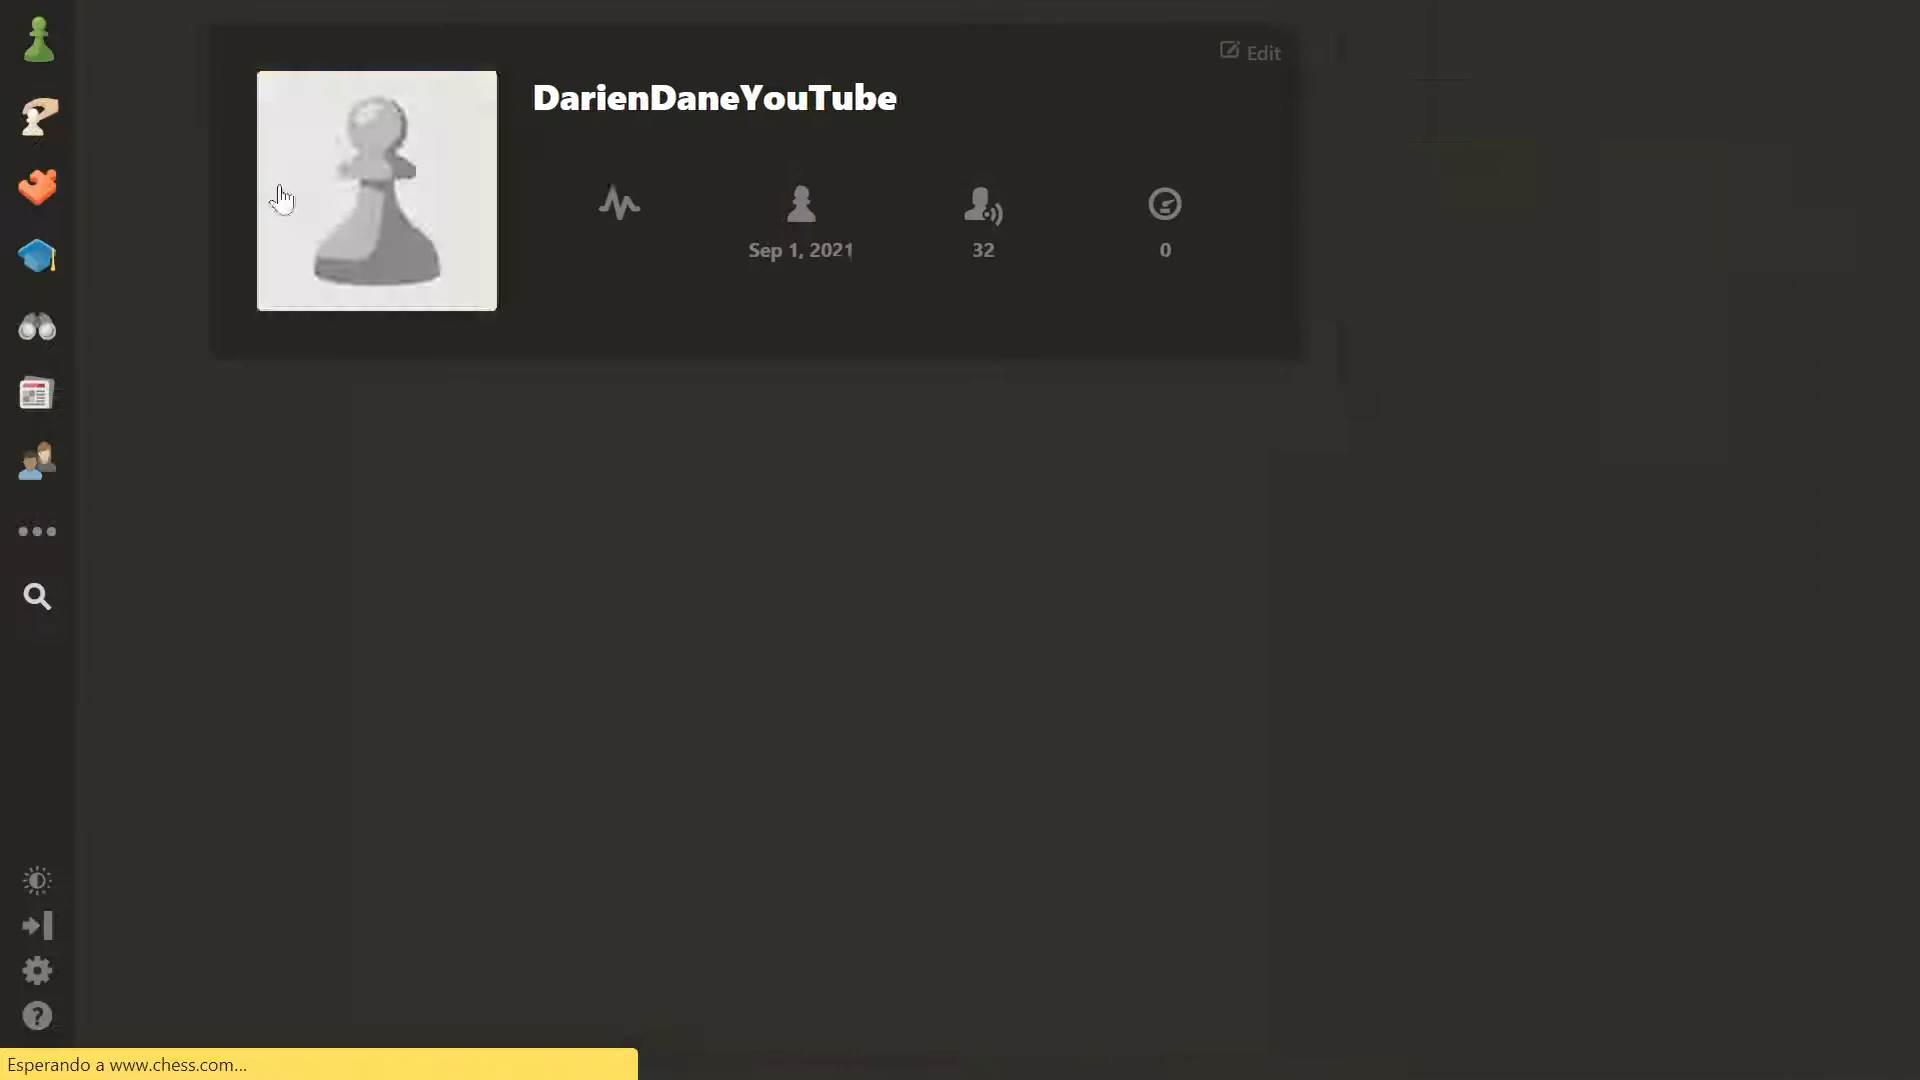 Edit
DarienDaneYouTube
Sep 1, 2021
32
0
Esperando a www.chess.com...